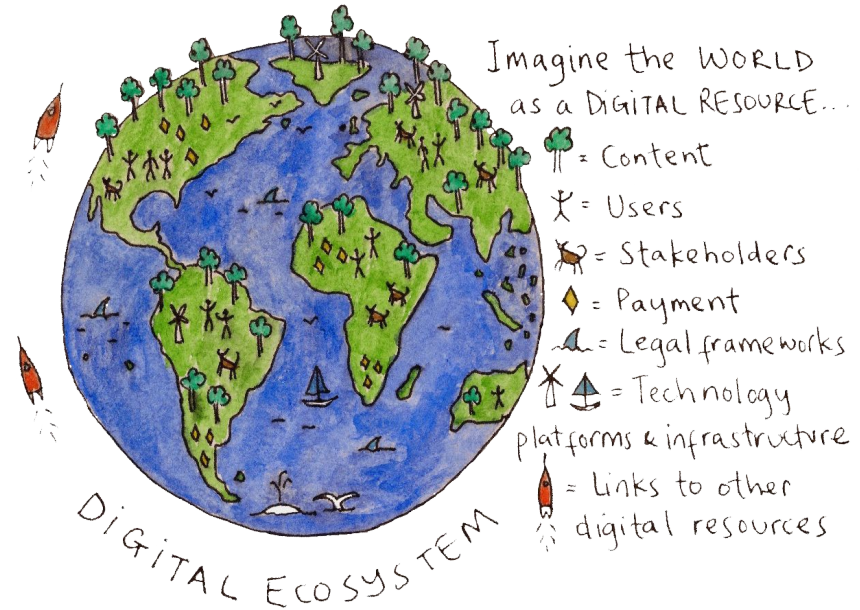 Imagine the WORLD
as a DIGITAL RESOURCE...
= Content
= Users
= Stakeholders
= Payment
= Legal frameworks
= Technology
platforms & infrastructure
= Links to other
digital resources
DIGITAL ECOSYSTEM